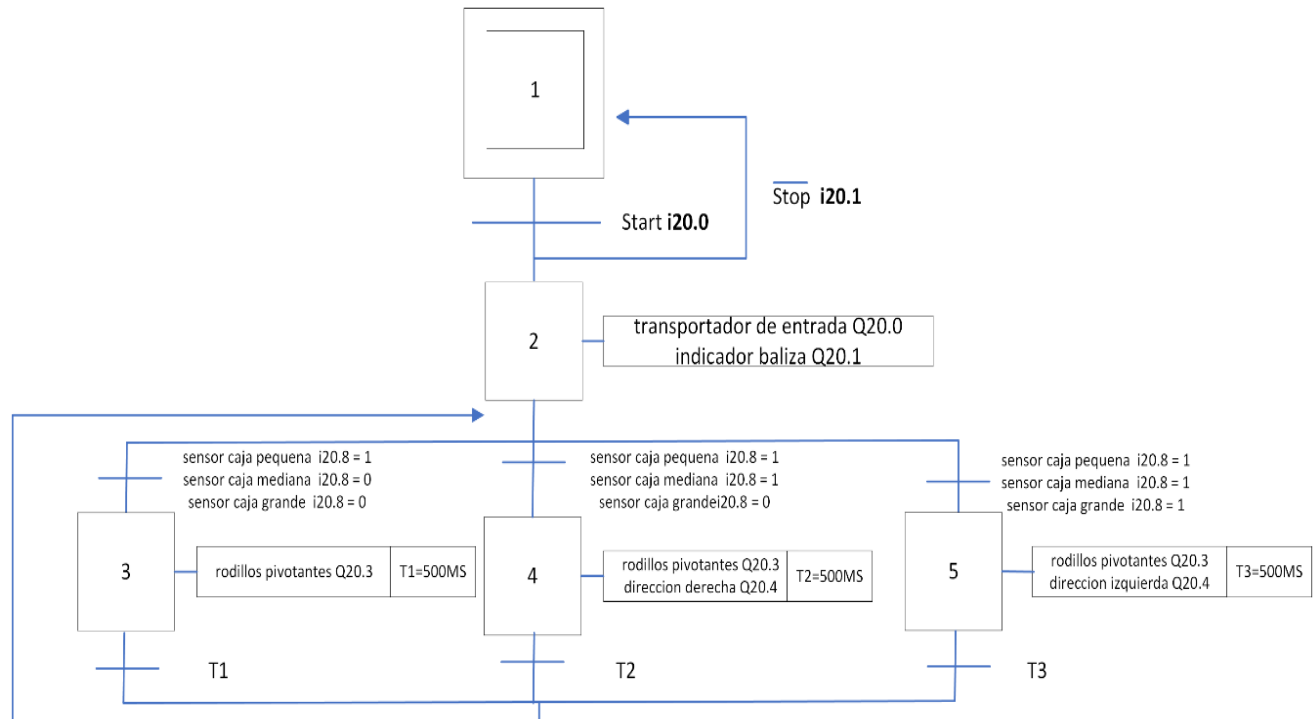 1
Stop i20.1
Start i20.0
2
transportador de entrada Q20.0
indicador baliza Q20.1
sensor caja pequena i20.8 = 1
sensor caja mediana i20.8 = 0
sensor caja grande i20.8 = 0
sensor caja pequena i20.8 = 1
sensor caja mediana i20.8 = 1
sensor caja grandei20.8 = 0
sensor caja pequena i20.8 = 1
sensor caja mediana i20.8 = 1
sensor caja grande i20.8 = 1
3
rodillos pivotantes Q20.3
T1=500MS
4
rodillos pivotantes Q20.3
direccion derecha Q20.4
T2=500MS
5
rodillos pivotantes Q20.3
direccion izquierda Q20.4
T3=500MS
T1
T2
T3